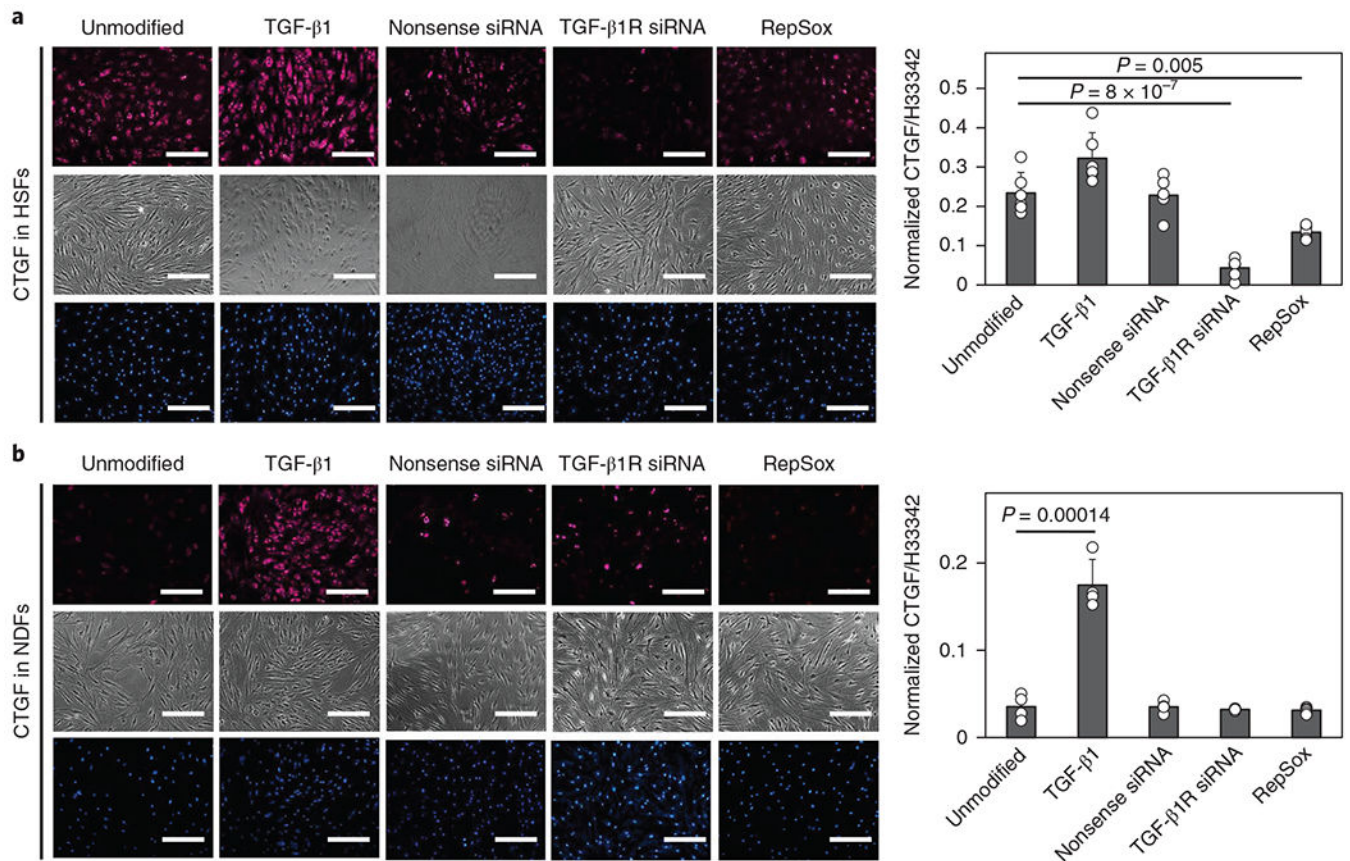 a
Unmodified
TGF-β1
Nonsense siRNA
TGF-β1R siRNA
RepSox
CTGF in HSFs
Normalized CTGF/H33342
0.5
0.4
0.3
0.2
0.1
0
P = 0.005
P = 8 × 10⁻⁷
Unmodified
TGF-β1
Nonsense siRNA
TGF-β1R siRNA
RepSox
b
Unmodified
TGF-β1
Nonsense siRNA
TGF-β1R siRNA
RepSox
CTGF in NDFs
Normalized CTGF/H33342
0.2
0.1
0
P = 0.00014
Unmodified
TGF-β1
Nonsense siRNA
TGF-β1R siRNA
RepSox